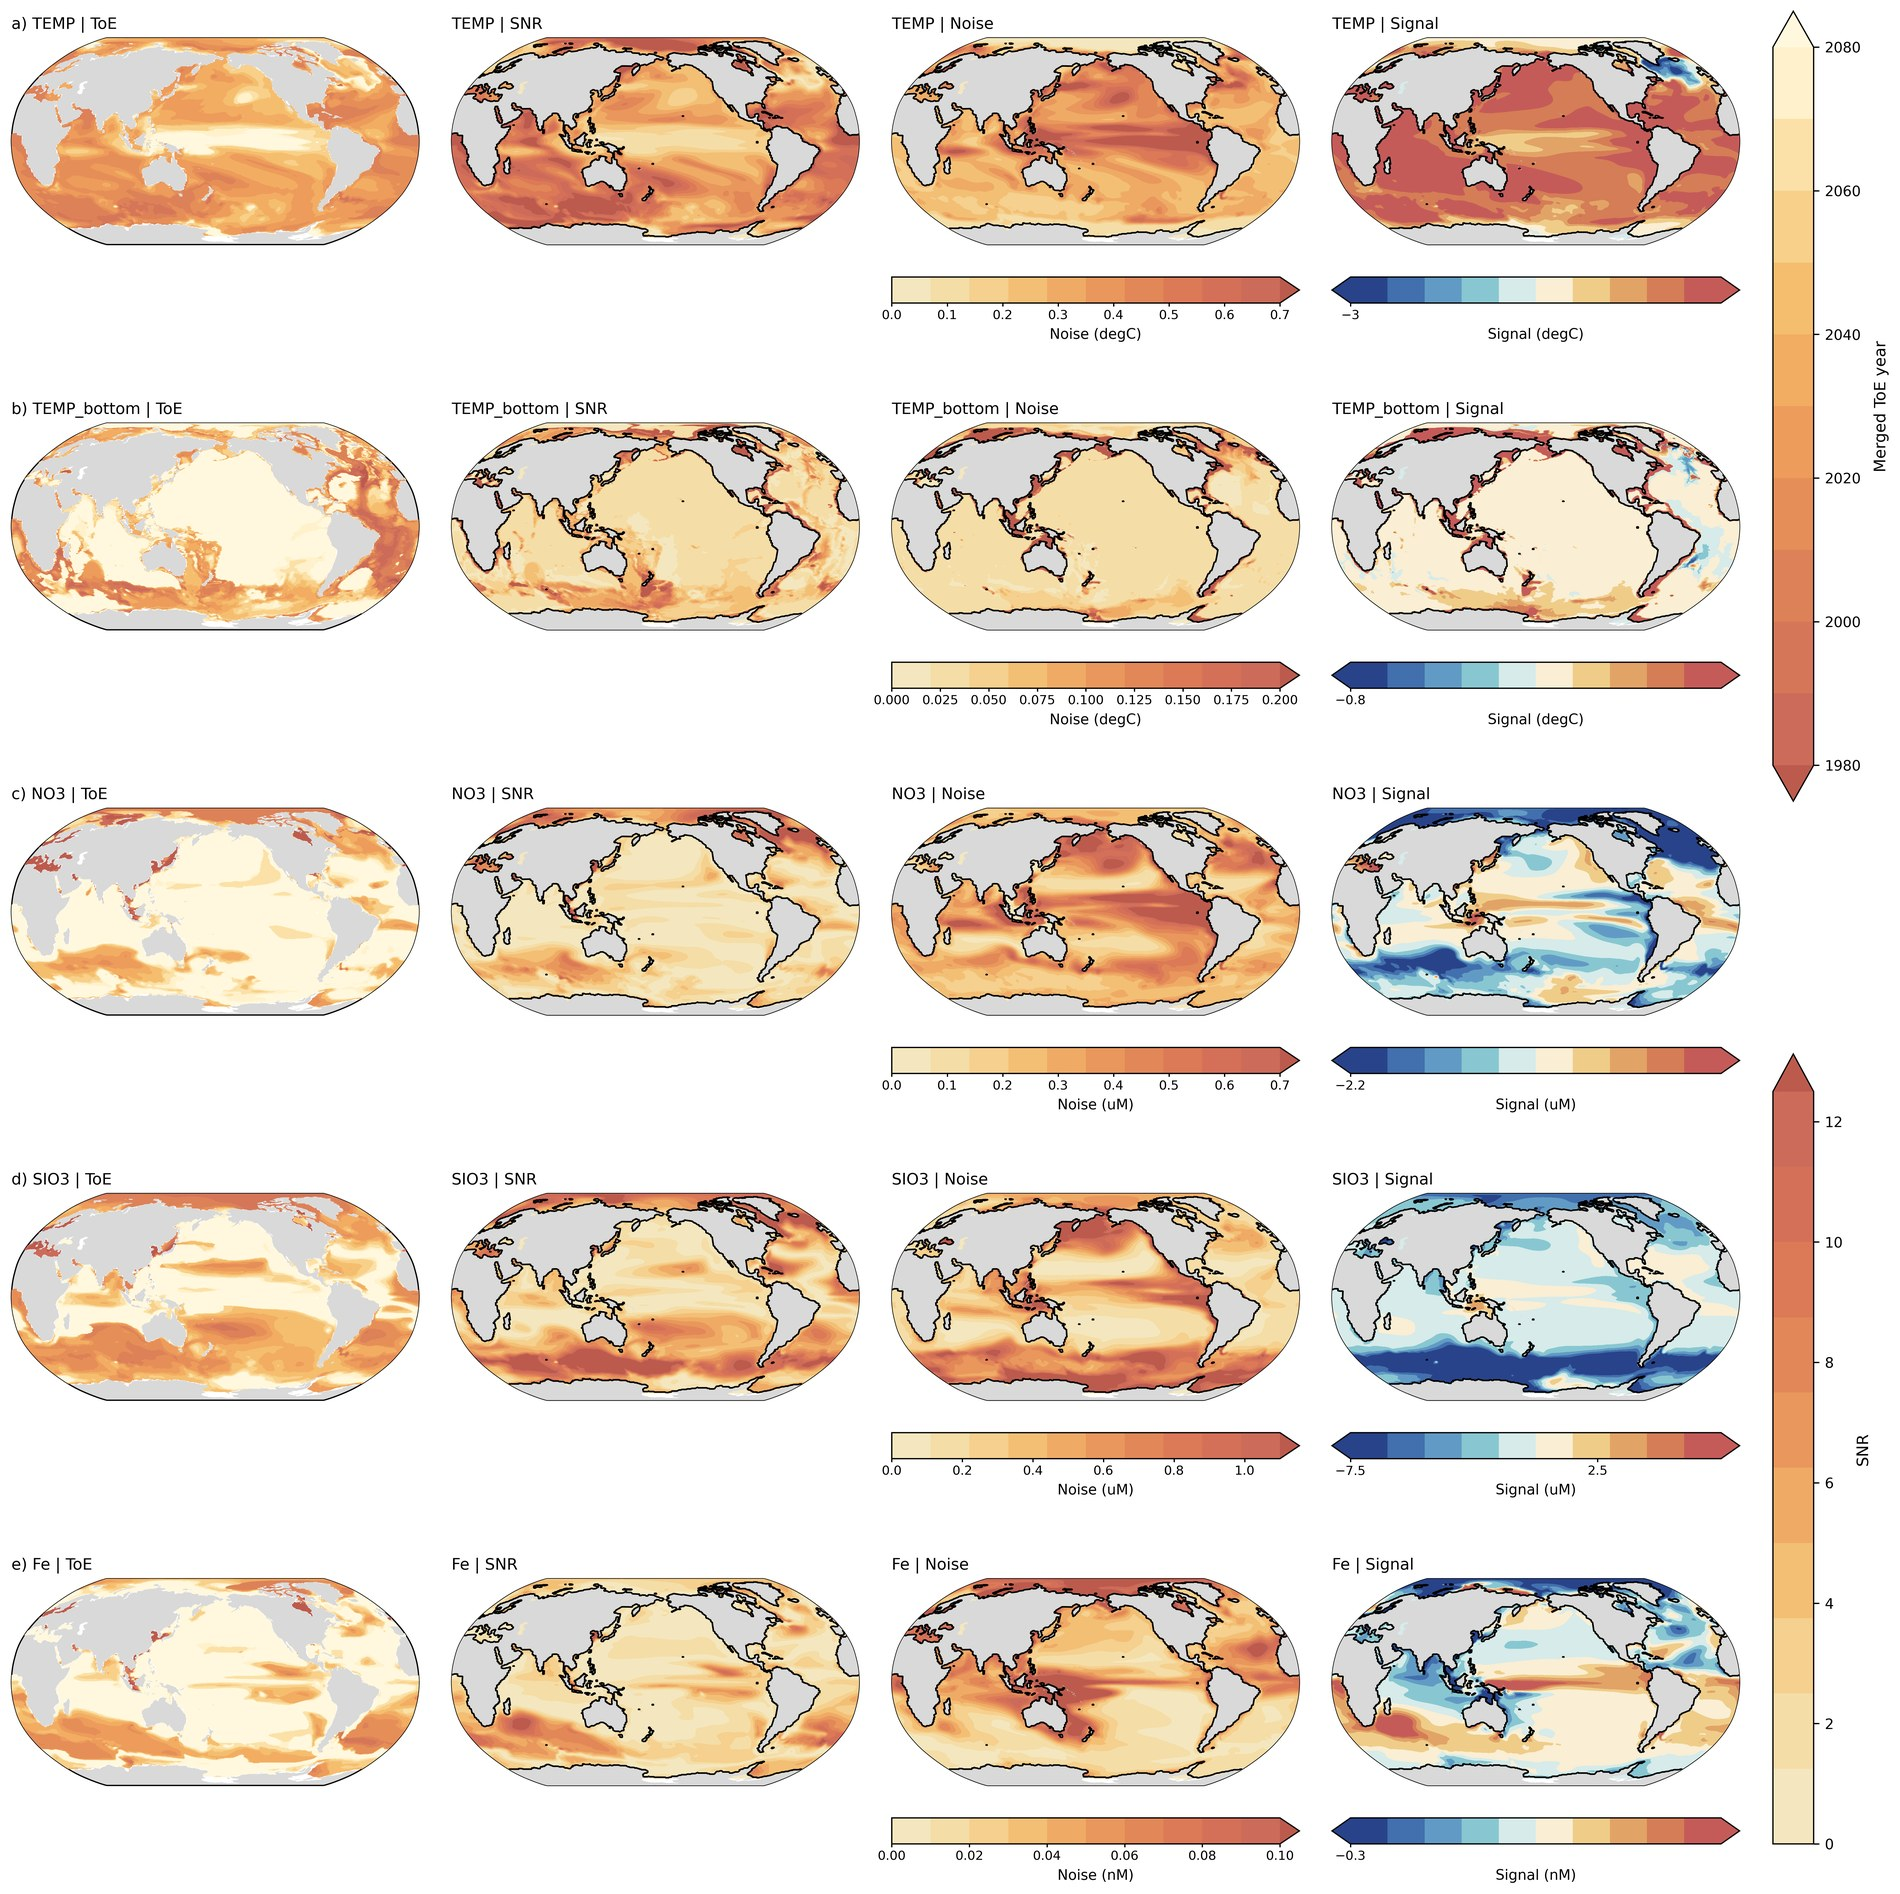 a) TEMP | ToE
TEMP | SNR
TEMP | Noise
TEMP | Signal
0.0 0.1 0.2 0.3 0.4 0.5 0.6 0.7
Noise (degC)
−3
Signal (degC)
b) TEMP_bottom | ToE
TEMP_bottom | SNR
TEMP_bottom | Noise
TEMP_bottom | Signal
0.000 0.025 0.050 0.075 0.100 0.125 0.150 0.175 0.200
Noise (degC)
−0.8
Signal (degC)
c) NO3 | ToE
NO3 | SNR
NO3 | Noise
NO3 | Signal
0.0 0.1 0.2 0.3 0.4 0.5 0.6 0.7
Noise (uM)
−2.2
Signal (uM)
d) SIO3 | ToE
SIO3 | SNR
SIO3 | Noise
SIO3 | Signal
0.0 0.2 0.4 0.6 0.8 1.0
Noise (uM)
−7.5 2.5
Signal (uM)
e) Fe | ToE
Fe | SNR
Fe | Noise
Fe | Signal
0.00 0.02 0.04 0.06 0.08 0.10
Noise (nM)
−0.3
Signal (nM)
2080
2060
2040
2020
2000
1980
Merged ToE year
12
10
8
6
4
2
0
SNR